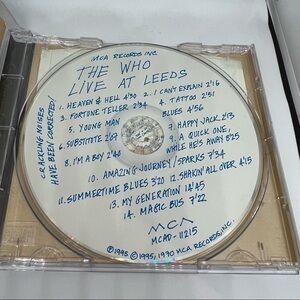 MCA RECORDS INC.
THE WHO
LIVE AT LEEDS
1. HEAVEN & HELL 4'30 2. I CAN'T EXPLAIN 2'16
3. FORTUNE TELLER 2'34 4. TATTOO 2'51
5. YOUNG MAN BLUES 4'56
6. SUBSTITUTE 2'07 7. HAPPY JACK 2'13
8. I'M A BOY 2'40 9. A QUICK ONE,
WHILE HE'S AWAY 8'25
10. AMAZING JOURNEY/SPARKS 7'34
11. SUMMERTIME BLUES 3'20 12. SHAKIN' ALL OVER 4'15
13. MY GENERATION 14'45
14. MAGIC BUS 7'22
MCA
MCAD-11215
℗1995 ©1995/1970 MCA RECORDS, INC.
CRACKLING NOISES
HAVE BEEN CORRECTED!